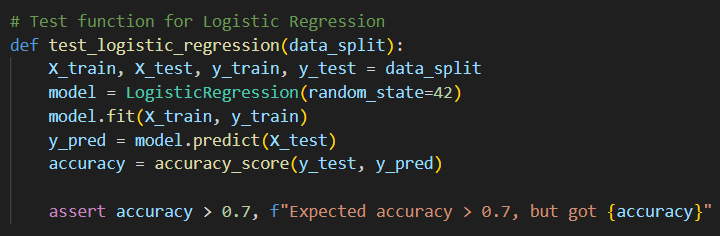 # Test function for Logistic Regression
def test_logistic_regression(data_split):
    X_train, X_test, y_train, y_test = data_split
    model = LogisticRegression(random_state=42)
    model.fit(X_train, y_train)
    y_pred = model.predict(X_test)
    accuracy = accuracy_score(y_test, y_pred)
    assert accuracy > 0.7, f"Expected accuracy > 0.7, but got {accuracy}"